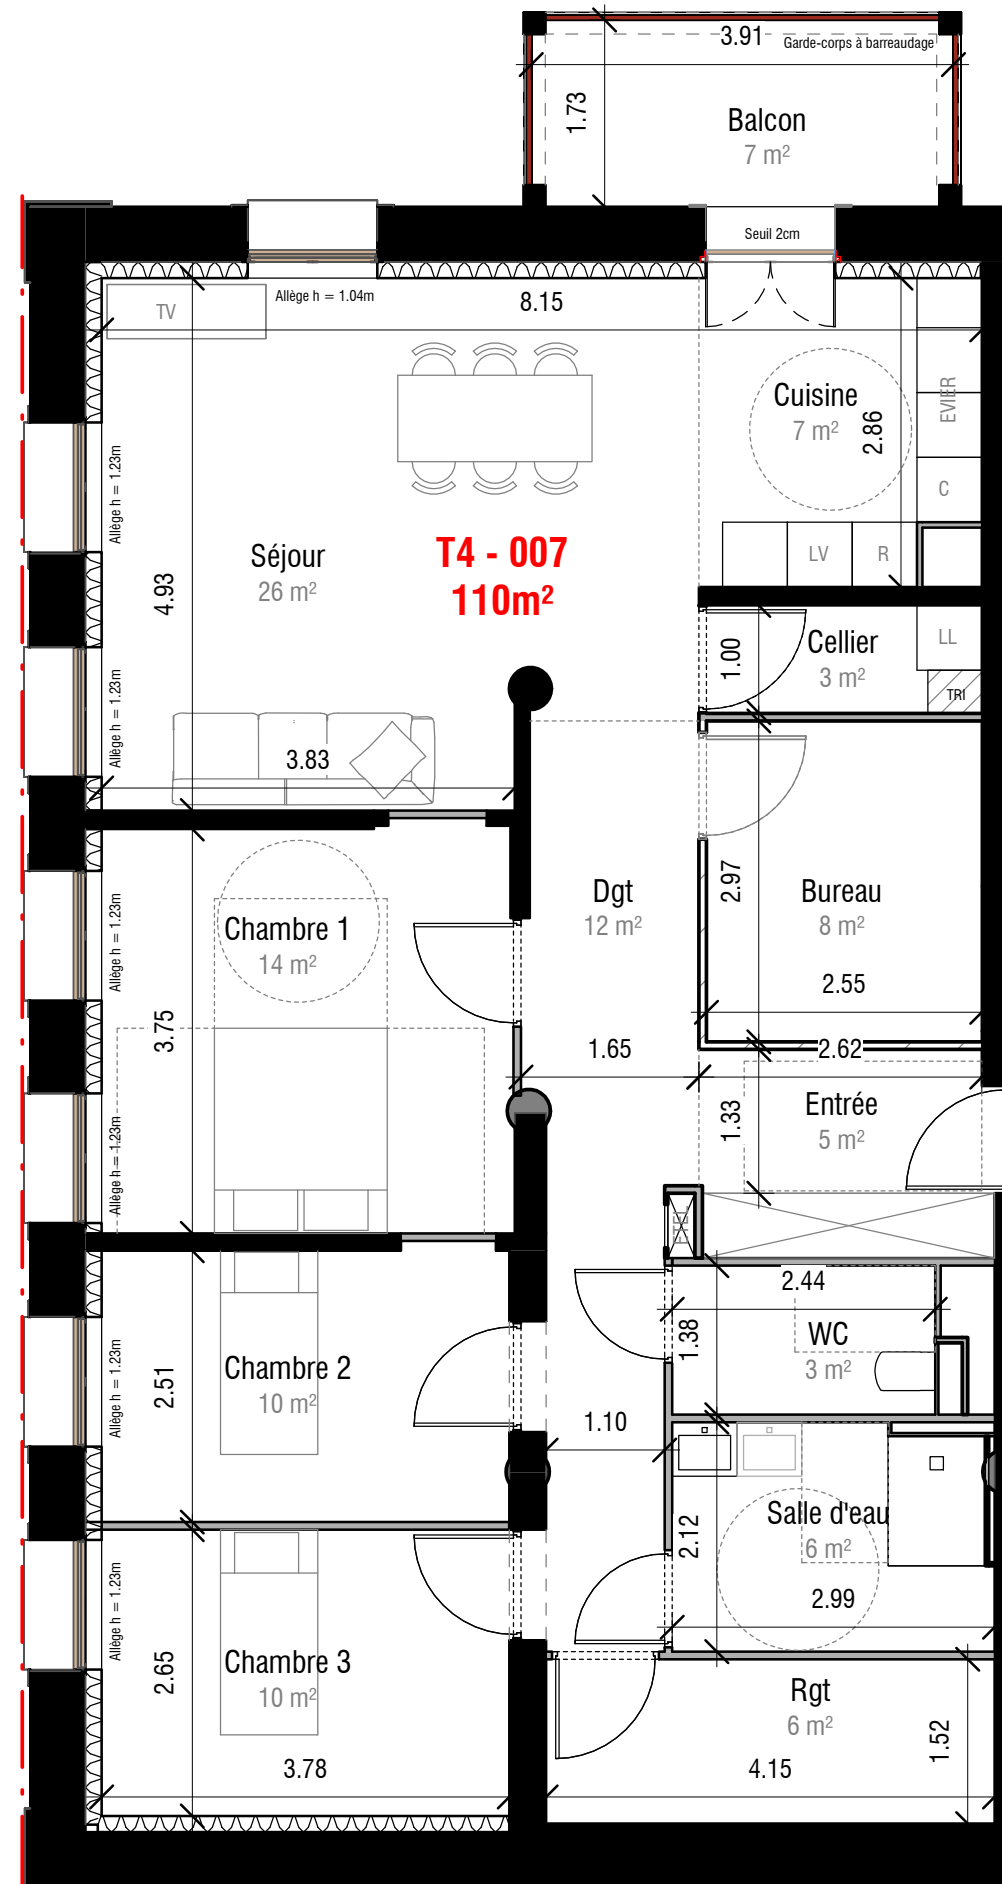 3.91
Garde-corps à barreaudage
1.73
Balcon
7 m²
Seuil 2cm
TV
Allège h = 1.04m
8.15
Cuisine
7 m²
2.86
EVIER
C
Allège h = 1.23m
Séjour
26 m²
T4 - 007
110m²
LV
R
4.93
Cellier
3 m²
1.00
LL
TRI
Allège h = 1.23m
3.83
Dgt
12 m²
2.97
Bureau
8 m²
2.55
Chambre 1
14 m²
Allège h = 1.23m
3.75
1.65
2.62
Entrée
5 m²
1.33
Allège h = 1.23m
ETEL
2.44
WC
3 m²
1.38
Chambre 2
10 m²
2.51
Allège h = 1.23m
1.10
Salle d'eau
6 m²
2.12
2.99
Allège h = 1.23m
Chambre 3
10 m²
2.65
3.78
Rgt
6 m²
1.52
4.15